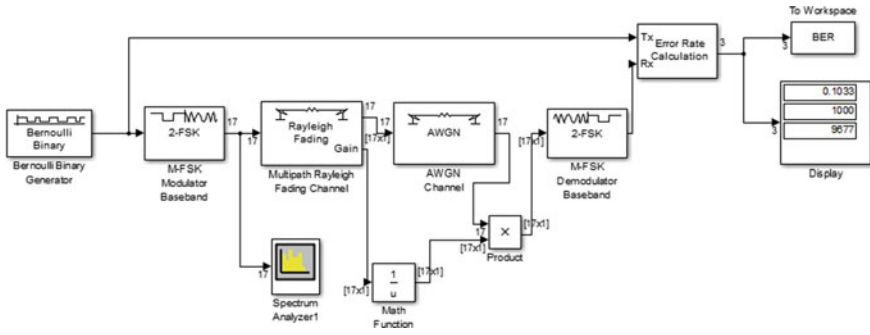 To Workspace
BER
3
3
Tx
Rx
Error Rate
Calculation
0.1033
1000
9677
3
Display
Bernoulli
Binary
Bernoulli Binary
Generator
2-FSK
17
M-FSK
Modulator
Baseband
17
Rayleigh
Fading
Gain
17
[17x1]
Multipath Rayleigh
Fading Channel
17
AWGN
17
AWGN
Channel
[17x1]
2-FSK
M-FSK
Demodulator
Baseband
17
[17x1]
×
[17x1]
Product
17
Spectrum
Analyzer1
[17x1]
1
u
[17x1]
Math
Function